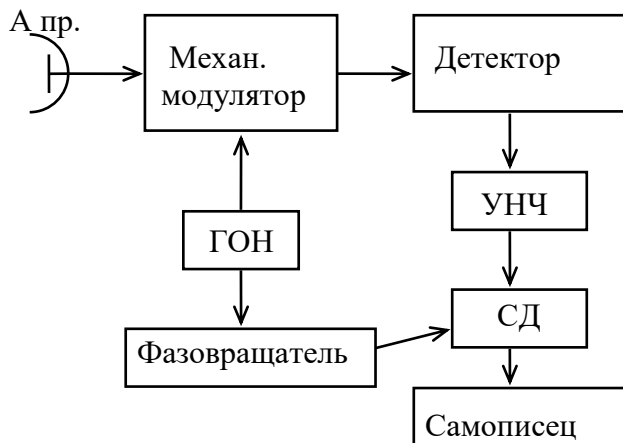 А пр.
Механ.
модулятор
Детектор
УНЧ
ГОН
СД
Фазовращатель
Самописец